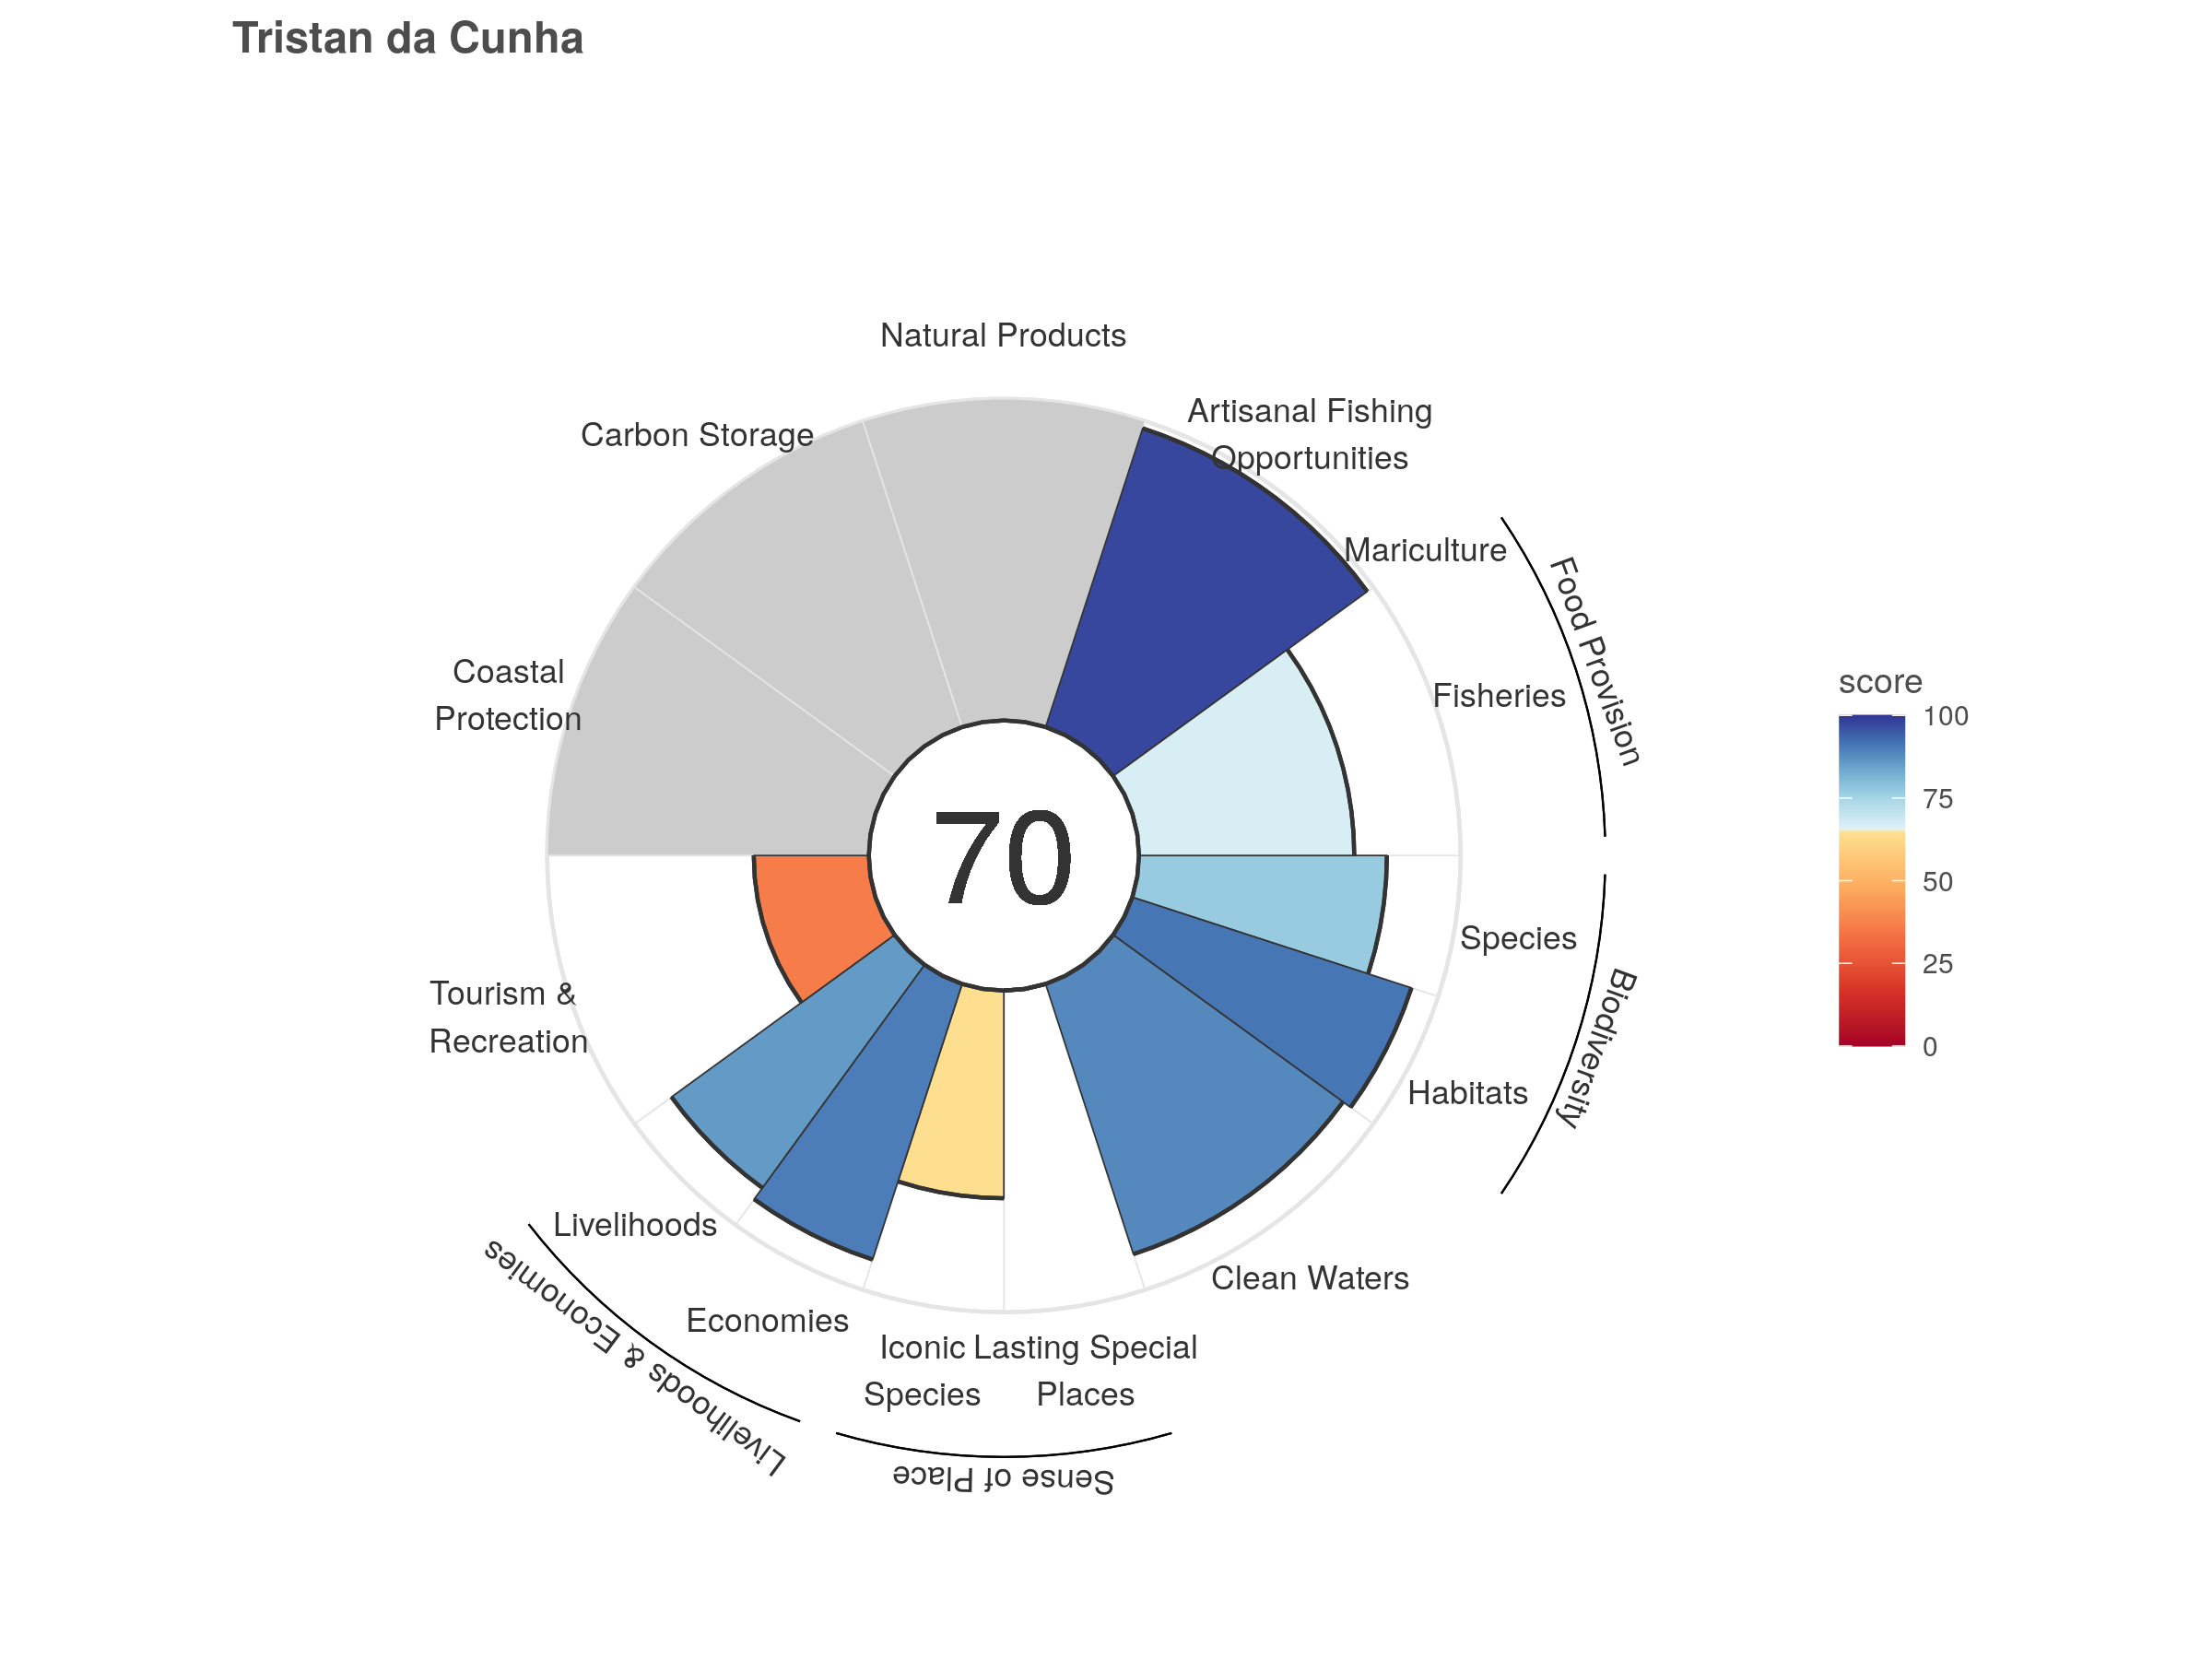 Tristan da Cunha
Natural Products
Artisanal Fishing
Opportunities
Carbon Storage
Mariculture
Food Provision
Fisheries
Coastal
Protection
score
100
75
50
25
0
70
Species
Biodiversity
Habitats
Tourism &
Recreation
Livelihoods
Clean Waters
Economies
Livelihoods & Economies
Iconic
Species
Lasting Special
Places
Sense of Place